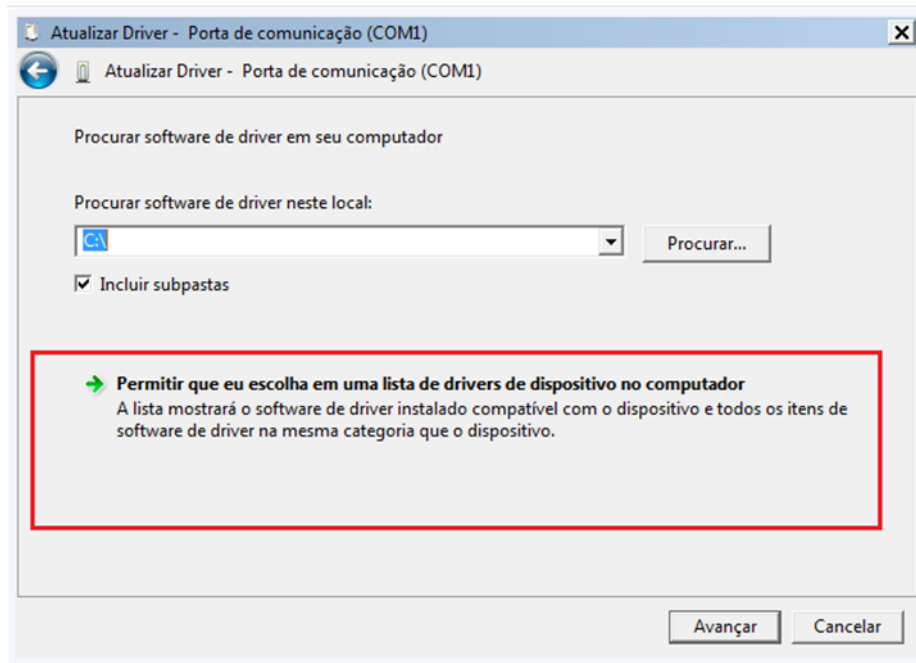 Atualizar Driver - Porta de comunicação (COM1)
Atualizar Driver - Porta de comunicação (COM1)
Procurar software de driver em seu computador
Procurar software de driver neste local:
C:\
Procurar...
Incluir subpastas
Permitir que eu escolha em uma lista de drivers de dispositivo no computador
A lista mostrará o software de driver instalado compatível com o dispositivo e todos os itens de
software de driver na mesma categoria que o dispositivo.
Avançar
Cancelar